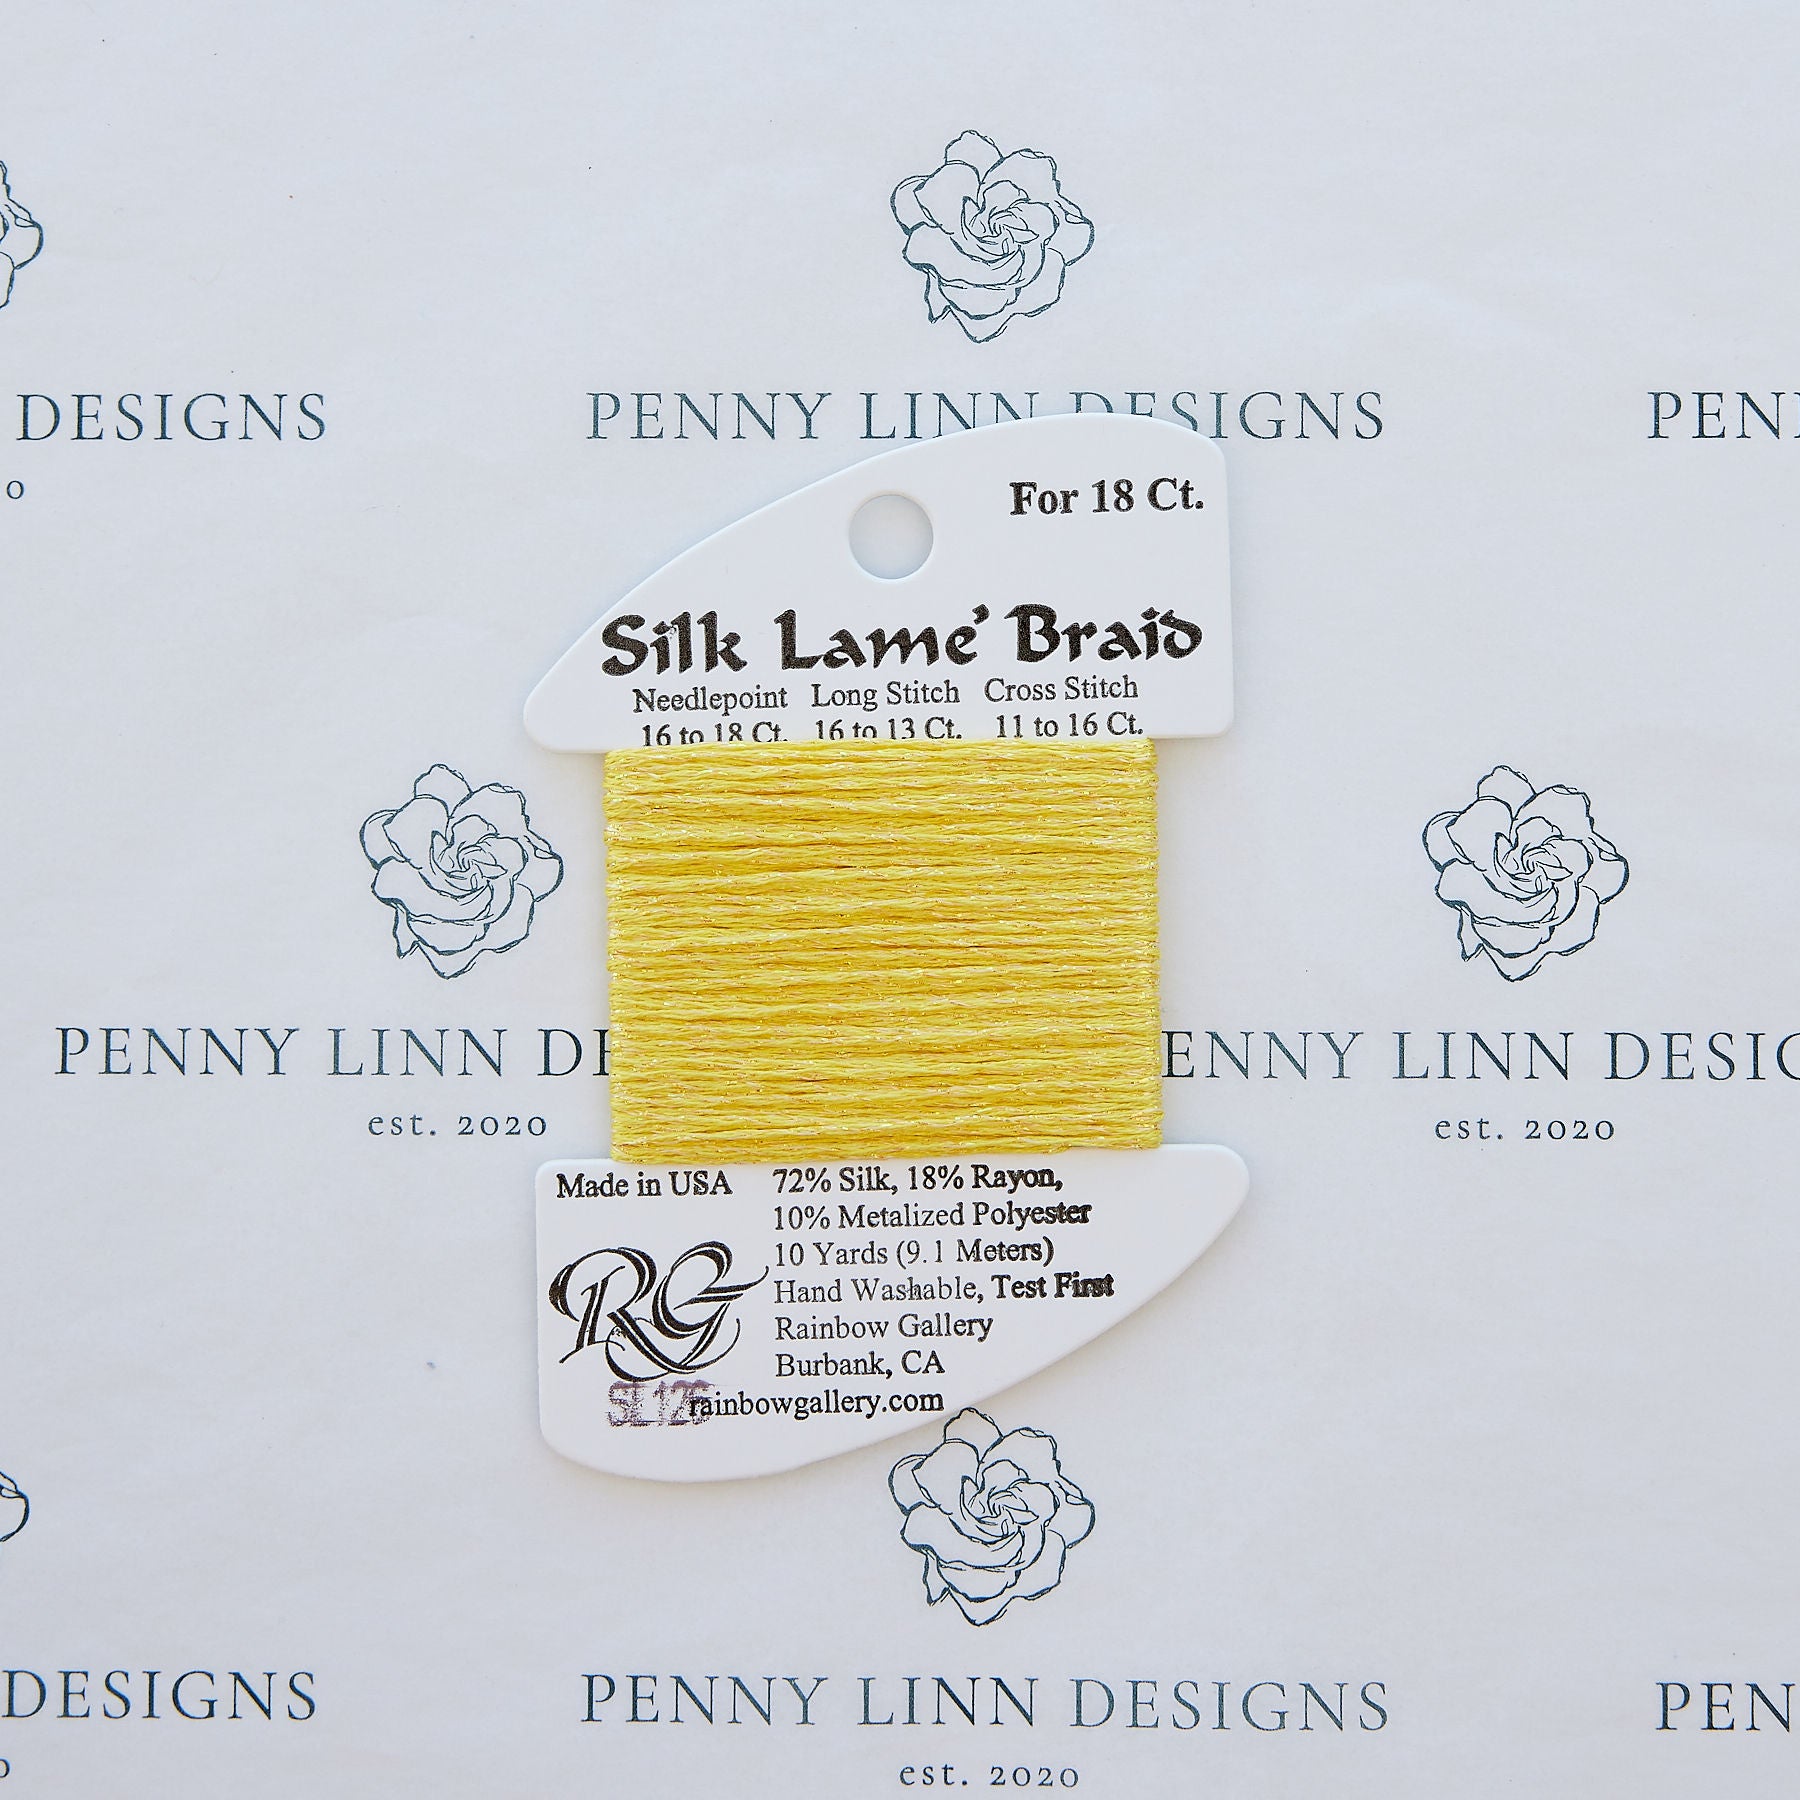 DESIGNS
PENNY LINN DESIGNS
PEN
o
For 18 Ct.
Silk Lame' Braid
Needlepoint Long Stitch Cross Stitch
16 to 18 Ct. 16 to 13 Ct. 11 to 16 Ct.
PENNY LINN DE
ENNY LINN DESIG
est. 2020
est. 2020
Made in USA
72% Silk, 18% Rayon,
10% Metalized Polyester
10 Yards (9.1 Meters)
Hand Washable, Test First
Rainbow Gallery
Burbank, CA
rainbowgallery.com
RG
DESIGNS
PENNY LINN DESIGNS
PEN
o
est. 2020